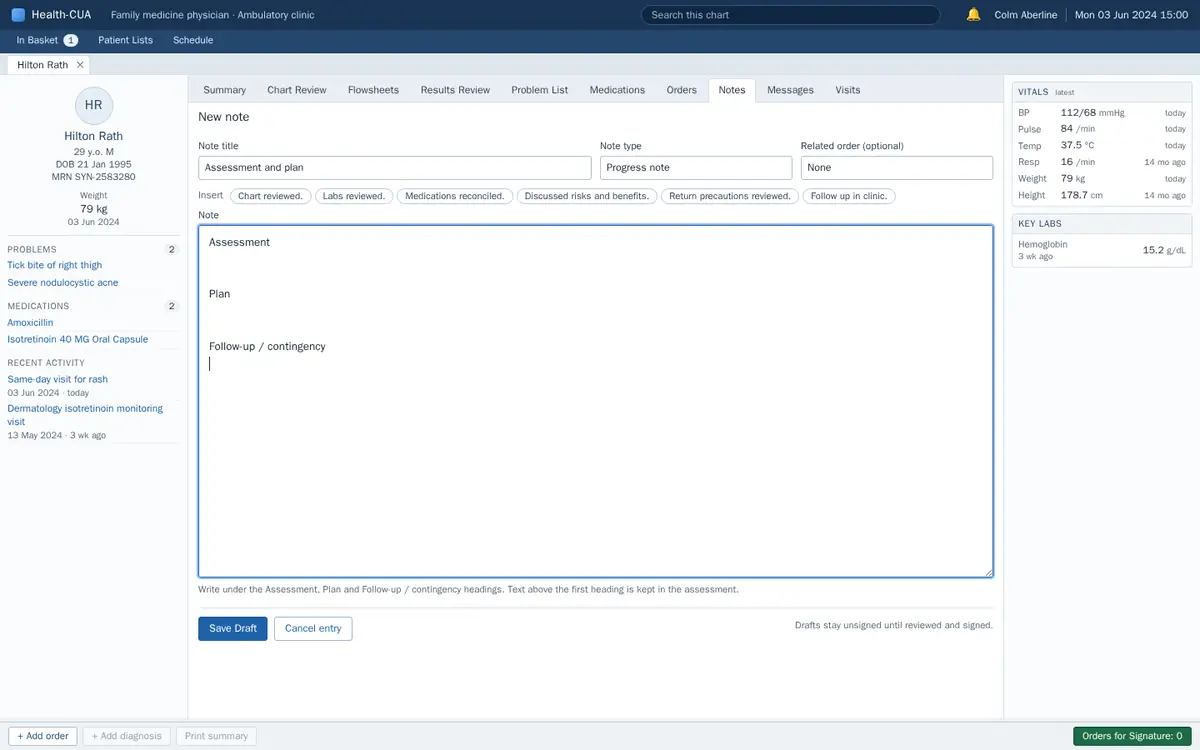 Health-CUA
Family medicine physician · Ambulatory clinic
Search this chart
Colm Aberline
Mon 03 Jun 2024 15:00
In Basket 1
Patient Lists
Schedule
Hilton Rath ×
HR
Hilton Rath
29 y.o. M
DOB 21 Jan 1995
MRN SYN-2583280
Weight
79 kg
03 Jun 2024
PROBLEMS 2
Tick bite of right thigh
Severe nodulocystic acne
MEDICATIONS 2
Amoxicillin
Isotretinoin 40 MG Oral Capsule
RECENT ACTIVITY
Same-day visit for rash
03 Jun 2024 · today
Dermatology isotretinoin monitoring
visit
13 May 2024 · 3 wk ago
Summary
Chart Review
Flowsheets
Results Review
Problem List
Medications
Orders
Notes
Messages
Visits
New note
Note title
Assessment and plan
Note type
Progress note
Related order (optional)
None
Insert
Chart reviewed.
Labs reviewed.
Medications reconciled.
Discussed risks and benefits.
Return precautions reviewed.
Follow up in clinic.
Note
Assessment
Plan
Follow-up / contingency
Write under the Assessment, Plan and Follow-up / contingency headings. Text above the first heading is kept in the assessment.
Save Draft
Cancel entry
Drafts stay unsigned until reviewed and signed.
VITALS latest
BP 112/68 mmHg today
Pulse 84 /min today
Temp 37.5 °C today
Resp 16 /min 14 mo ago
Weight 79 kg today
Height 178.7 cm 14 mo ago
KEY LABS
Hemoglobin
3 wk ago
15.2 g/dL
+ Add order
+ Add diagnosis
Print summary
Orders for Signature: 0